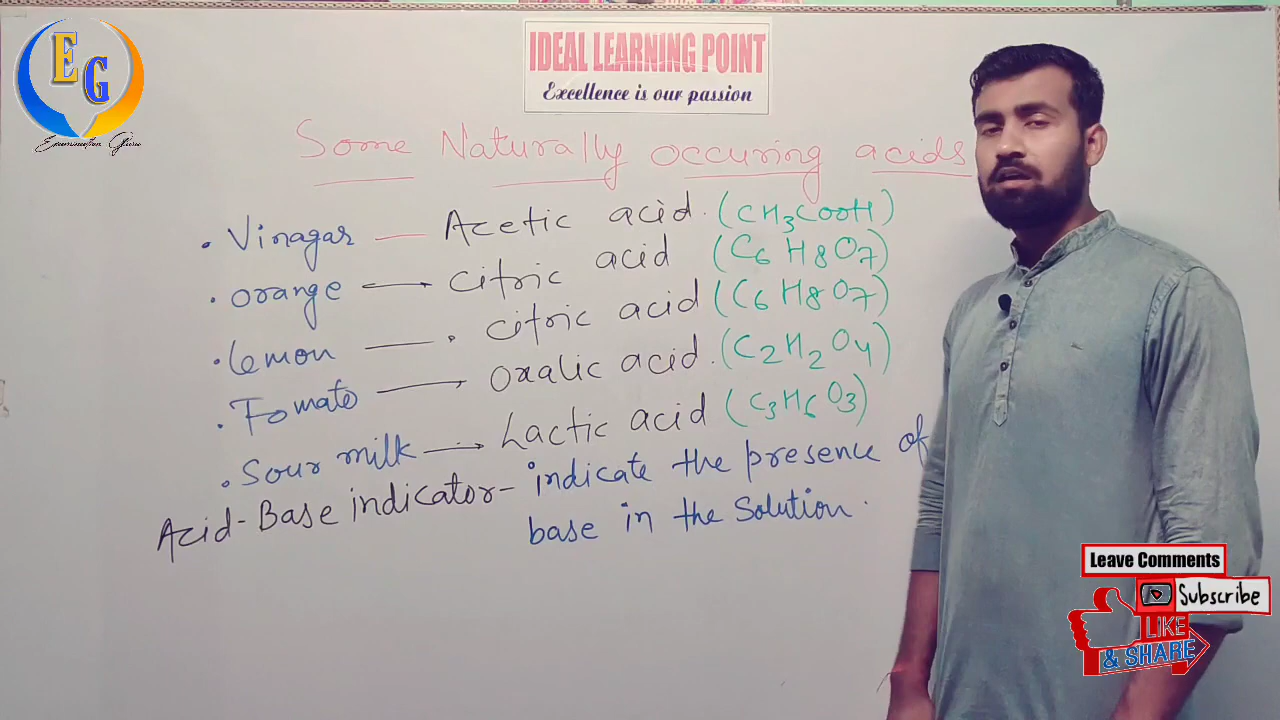 EG
Examination Guru
IDEAL LEARNING POINT
Excellence is our passion
Some Naturally occuring acids
• Vinagar — Acetic acid. (CH3COOH)
• orange — citric acid (C6H8O7)
• Lemon — . citric acid (C6H8O7)
• Tomato — oxalic acid. (C2H2O4)
• Sour milk — Lactic acid (C3H6O3)
Acid-Base indicator - indicate the presence of
base in the solution.
Leave Comments
Subscribe
LIKE
& SHARE